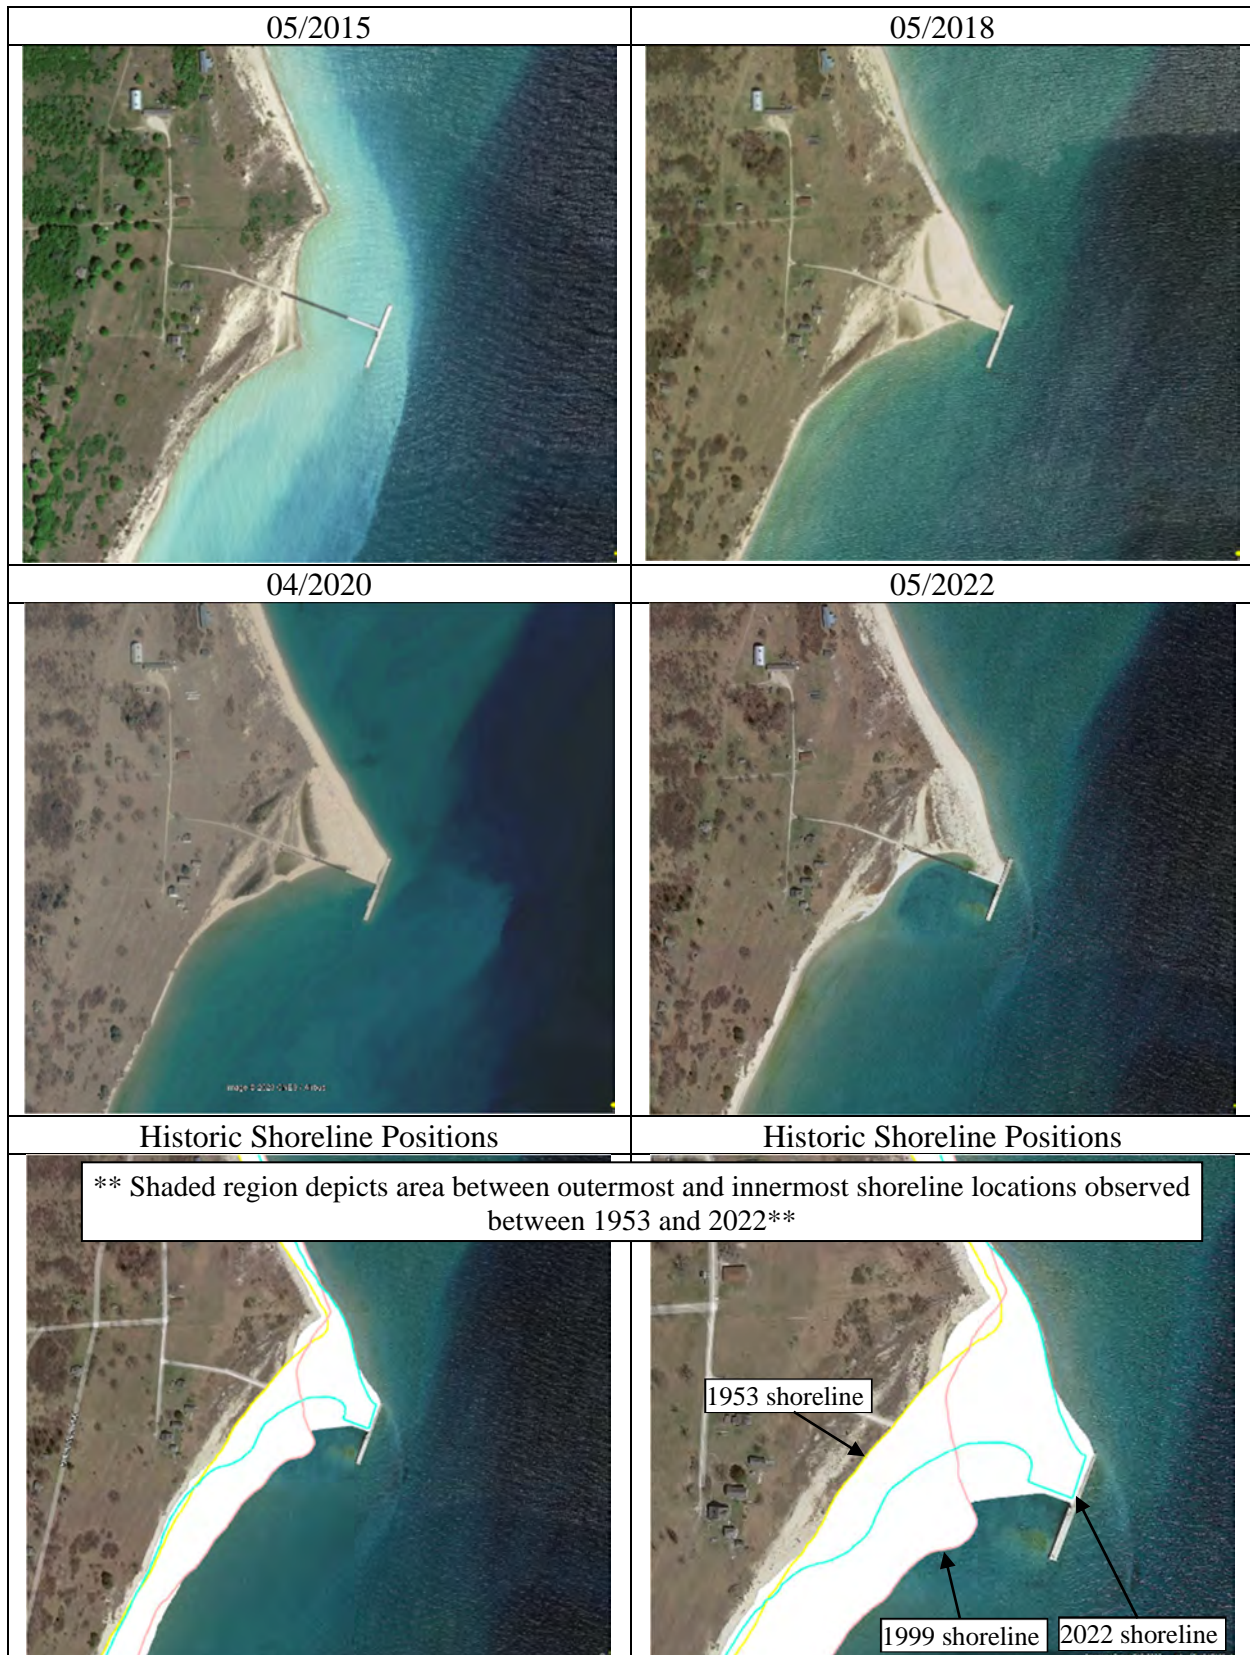 05/2015
05/2018
04/2020
05/2022
Historic Shoreline Positions
Historic Shoreline Positions
** Shaded region depicts area between outermost and innermost shoreline locations observed
between 1953 and 2022**
1953 shoreline
1999 shoreline
2022 shoreline